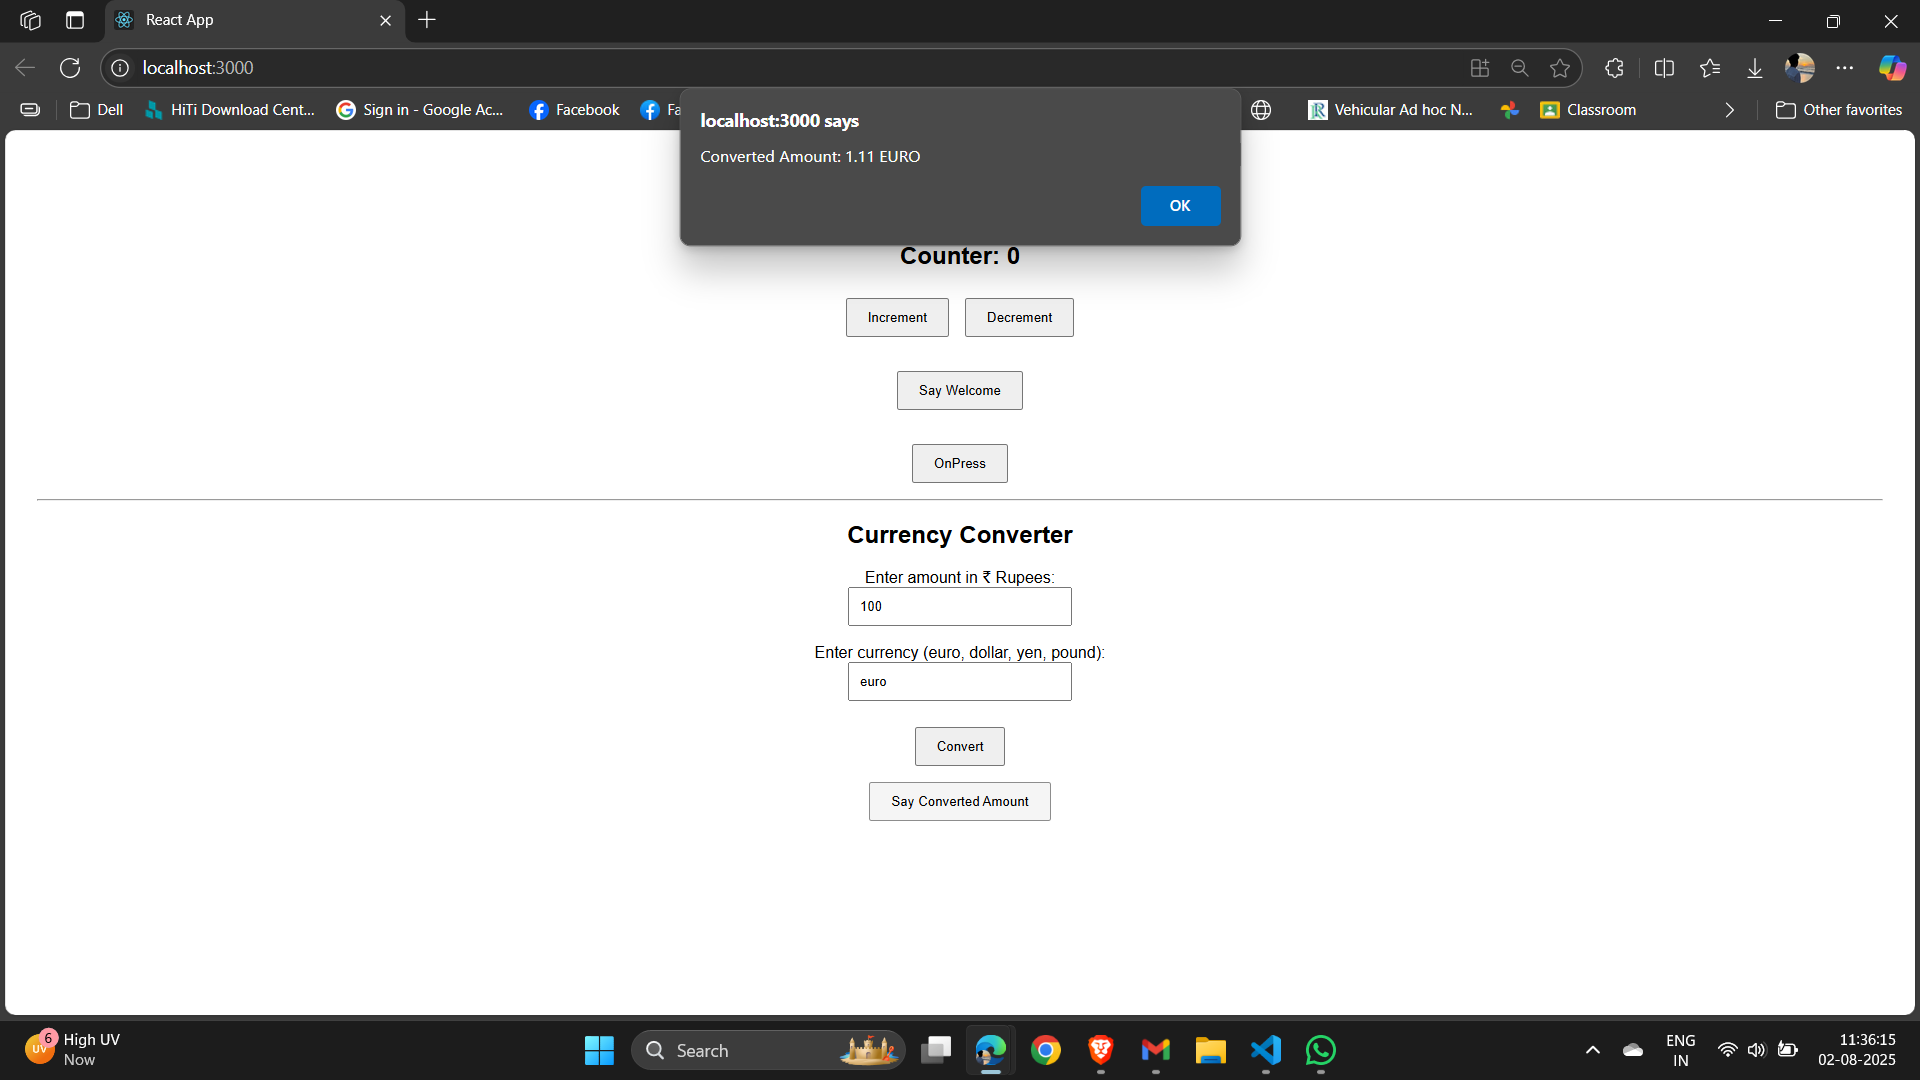 React App
localhost:3000
Dell
HiTi Download Cent...
Sign in - Google Ac...
Facebook
Fa
Vehicular Ad hoc N...
Classroom
Other favorites
localhost:3000 says
Converted Amount: 1.11 EURO
OK
Counter: 0
Increment
Decrement
Say Welcome
OnPress
Currency Converter
Enter amount in ₹ Rupees:
100
Enter currency (euro, dollar, yen, pound):
euro
Convert
Say Converted Amount
UV
6
High UV
Now
Search
ENG
IN
11:36:15
02-08-2025